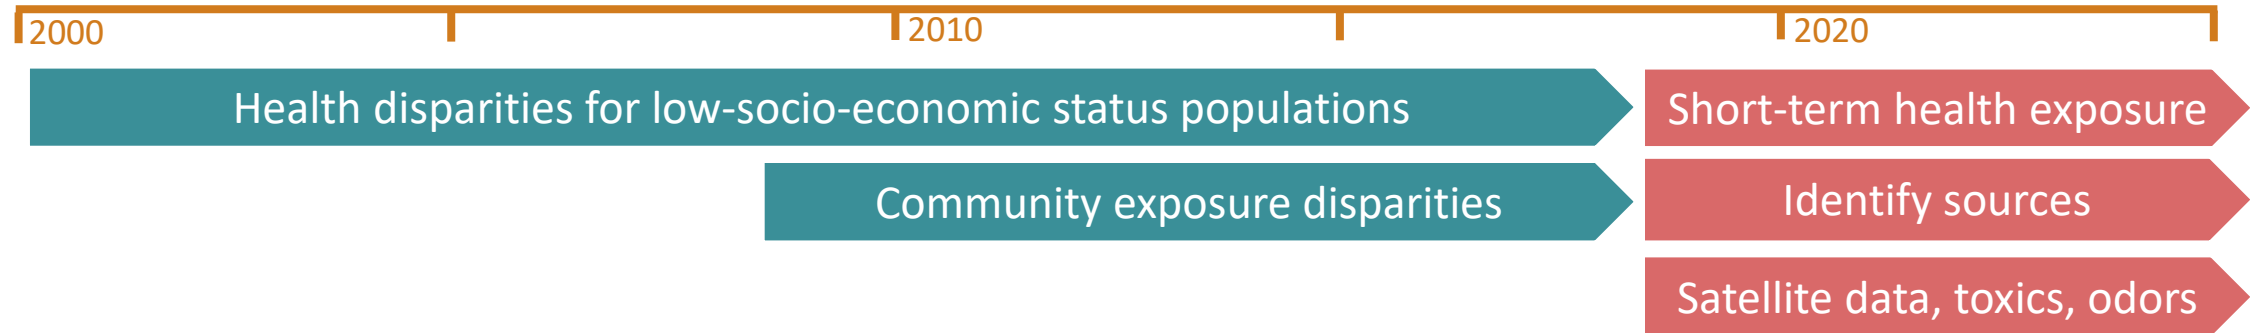 2000
2010
2020
Health disparities for low-socio-economic status populations
Short-term health exposure
Community exposure disparities
Identify sources
Satellite data, toxics, odors